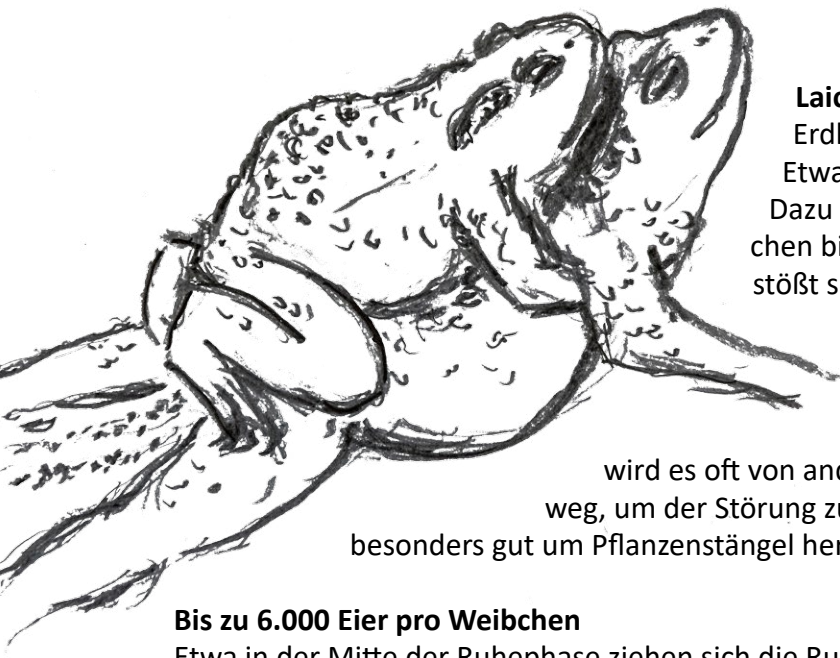 Laic
Erdl
Etwa
Dazu
chen bi
stößt s
wird es oft von and
weg, um der Störung zu
besonders gut um Pflanzenstängel her
Bis zu 6.000 Eier pro Weibchen
Etwa in der Mitte der Ruhephase ziehen sich die Ru